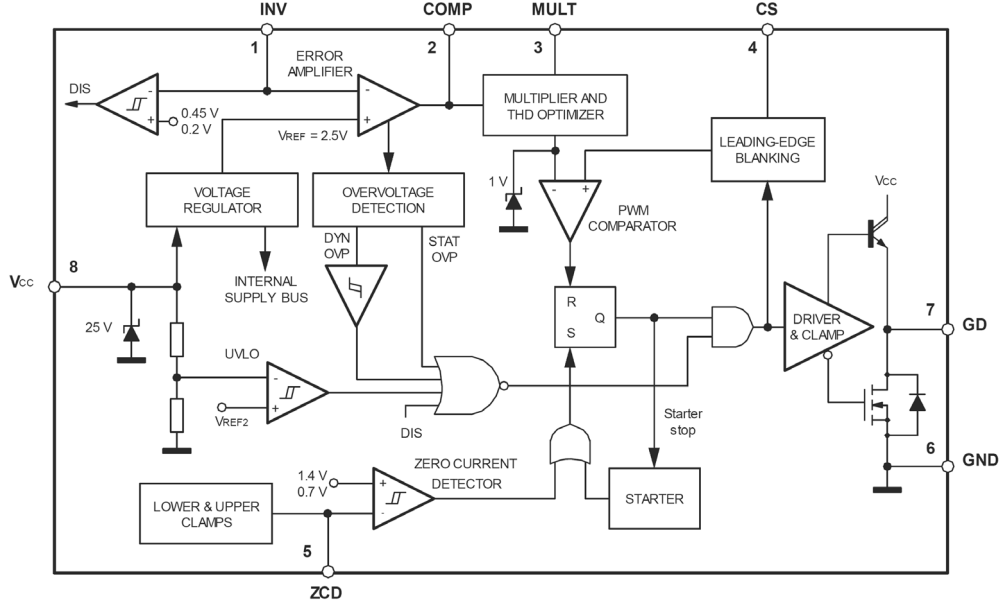 INV
COMP
MULT
CS
1
2
3
4
ERROR
AMPLIFIER
DIS
-
+
0.45 V
0.2 V
-
+
VREF = 2.5V
MULTIPLIER AND
THD OPTIMIZER
LEADING-EDGE
BLANKING
VOLTAGE
REGULATOR
OVERVOLTAGE
DETECTION
1 V
-
+
PWM
COMPARATOR
VCC
DYN
OVP
STAT
OVP
INTERNAL
SUPPLY BUS
VCC
8
25 V
R
S
Q
DRIVER
& CLAMP
7
GD
UVLO
-
+
VREF2
DIS
Starter
stop
6
GND
ZERO CURRENT
DETECTOR
1.4 V
0.7 V
+
-
LOWER & UPPER
CLAMPS
STARTER
5
ZCD